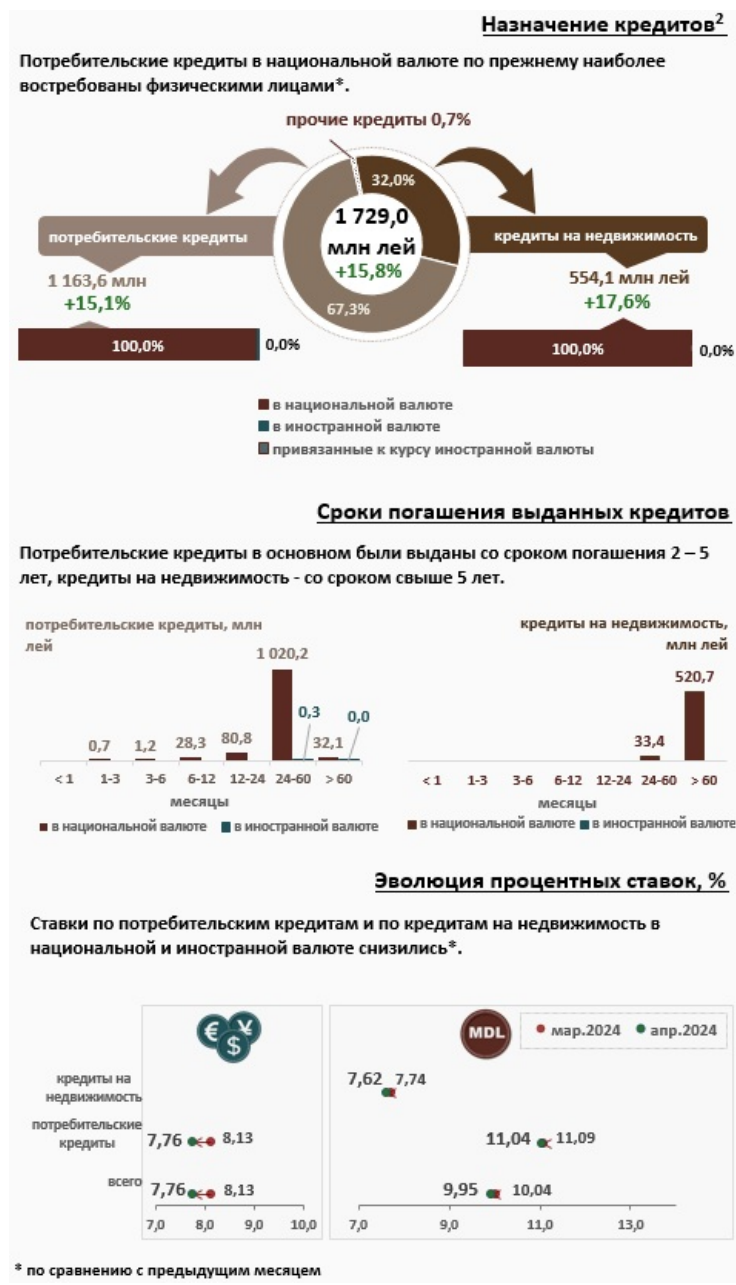 Назначение кредитов2
Потребительские кредиты в национальной валюте по прежнему наиболее
востребованы физическими лицами*.
прочие кредиты 0,7%
32,0%
1 729,0
млн лей
+15,8%
67,3%
потребительские кредиты
1 163,6 млн
+15,1%
100,0%
0,0%
кредиты на недвижимость
554,1 млн лей
+17,6%
100,0%
0,0%
в национальной валюте
в иностранной валюте
привязанные к курсу иностранной валюты
Сроки погашения выданных кредитов
Потребительские кредиты в основном были выданы со сроком погашения 2 – 5
лет, кредиты на недвижимость - со сроком свыше 5 лет.
потребительские кредиты, млн
лей
1 020,2
0,3
0,0
0,7
1,2
28,3
80,8
32,1
< 1 1-3 3-6 6-12 12-24 24-60 > 60
месяцы
в национальной валюте в иностранной валюте
кредиты на недвижимость,
млн лей
520,7
33,4
< 1 1-3 3-6 6-12 12-24 24-60 > 60
месяцы
в национальной валюте в иностранной валюте
Эволюция процентных ставок, %
Ставки по потребительским кредитам и по кредитам на недвижимость в
национальной и иностранной валюте снизились*.
€ ¥ $
MDL
мар.2024 апр.2024
кредиты на
недвижимость
7,62 7,74
потребительские
кредиты
7,76 8,13
11,04 11,09
всего
7,76 8,13
9,95 10,04
7,0 8,0 9,0 10,0
7,0 9,0 11,0 13,0
* по сравнению с предыдущим месяцем